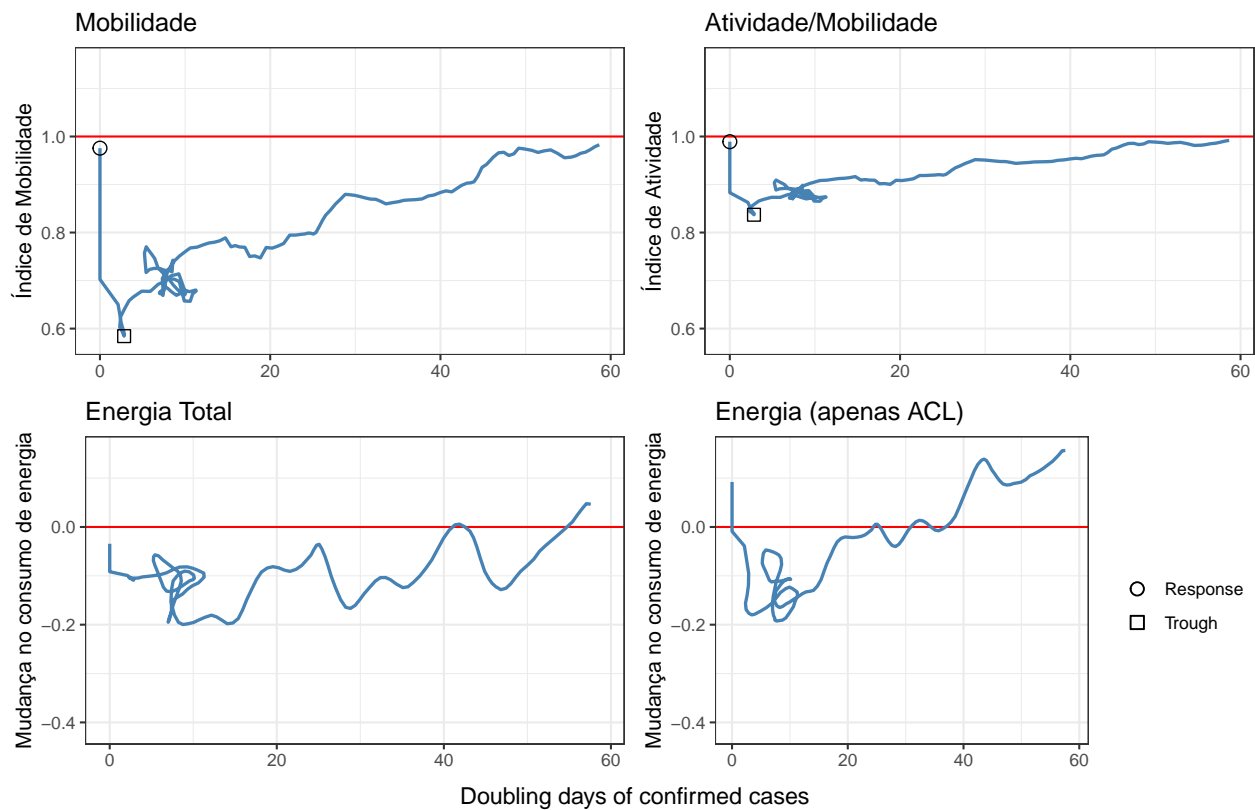 Mobilidade
Índice de Mobilidade
1.0
0.8
0.6
0
20
40
60
Atividade/Mobilidade
Índice de Atividade
1.0
0.8
0.6
0
20
40
60
Energia Total
Mudança no consumo de energia
0.0
−0.2
−0.4
0
20
40
60
Energia (apenas ACL)
Mudança no consumo de energia
0.0
−0.2
−0.4
0
20
40
60
Response
Trough
Doubling days of confirmed cases